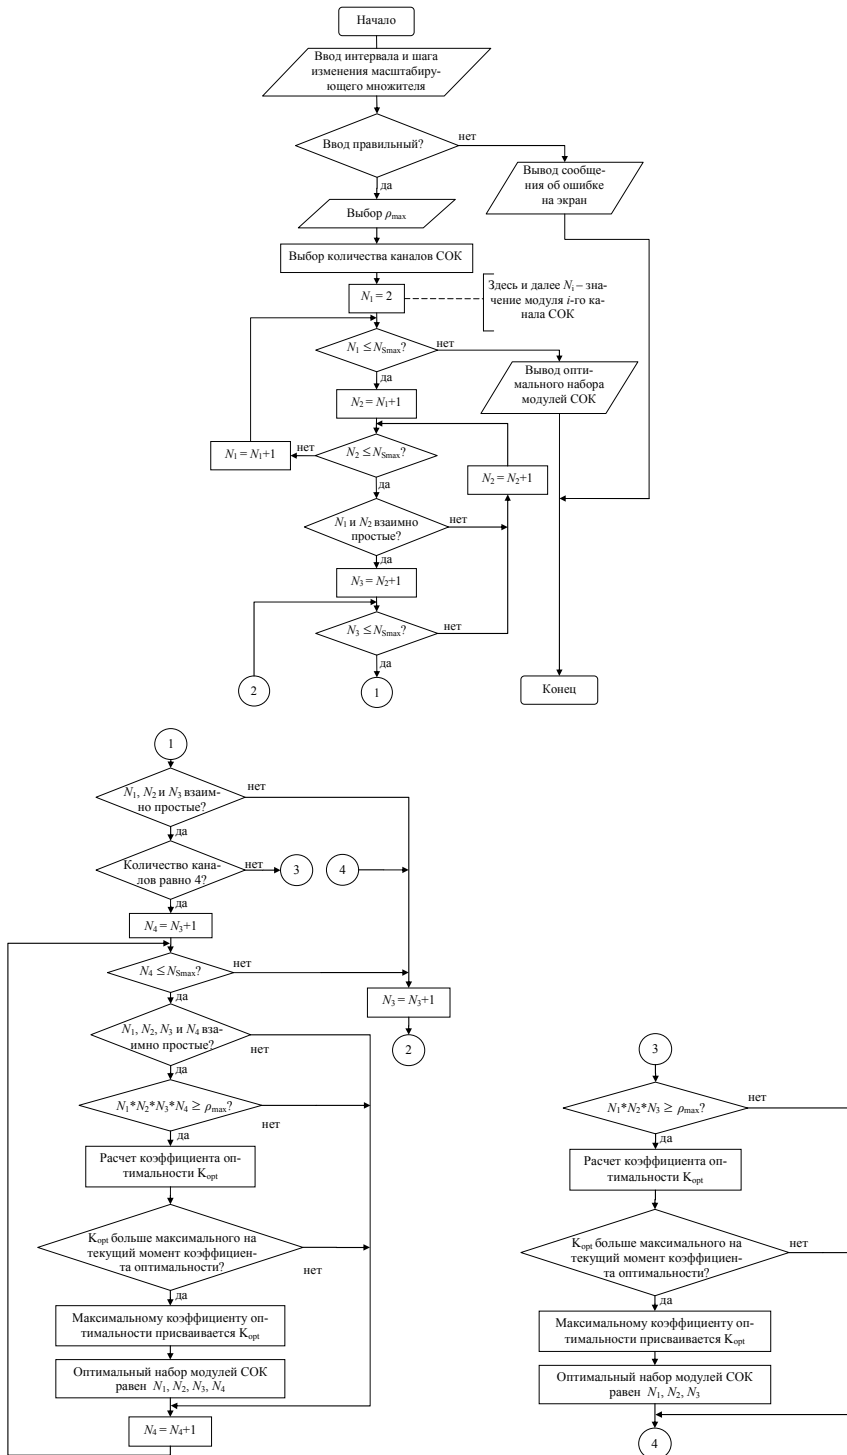 Начало
Ввод интервала и шага
изменения масштабиру-
ющего множителя
Ввод правильный?
нет
да
Вывод сообще-
ния об ошибке
на экран
Выбор ρmax
Выбор количества каналов СОК
N1 = 2
Здесь и далее Ni – зна-
чение модуля i-го ка-
нала СОК
N1 ≤ NSmax?
нет
да
Вывод опти-
мального набора
модулей СОК
N2 = N1+1
N1 = N1+1
нет
N2 ≤ NSmax?
N2 = N2+1
да
N1 и N2 взаимно
простые?
нет
да
N3 = N2+1
N3 ≤ NSmax?
нет
да
2
1
Конец
1
N1, N2 и N3 взаим-
но простые?
нет
да
Количество кана-
лов равно 4?
нет
3
4
да
N4 = N3+1
N4 ≤ NSmax?
нет
да
N3 = N3+1
2
N1, N2, N3 и N4 вза-
имно простые?
нет
да
N1*N2*N3*N4 ≥ ρmax?
нет
да
Расчет коэффициента оп-
тимальности Kopt
Kopt больше максимального на
текущий момент коэффициен-
та оптимальности?
нет
да
Максимальному коэффициенту оп-
тимальности присваивается Kopt
Оптимальный набор модулей СОК
равен N1, N2, N3, N4
N4 = N4+1
3
N1*N2*N3 ≥ ρmax?
нет
да
Расчет коэффициента оп-
тимальности Kopt
Kopt больше максимального на
текущий момент коэффициен-
та оптимальности?
нет
да
Максимальному коэффициенту оп-
тимальности присваивается Kopt
Оптимальный набор модулей СОК
равен N1, N2, N3
4